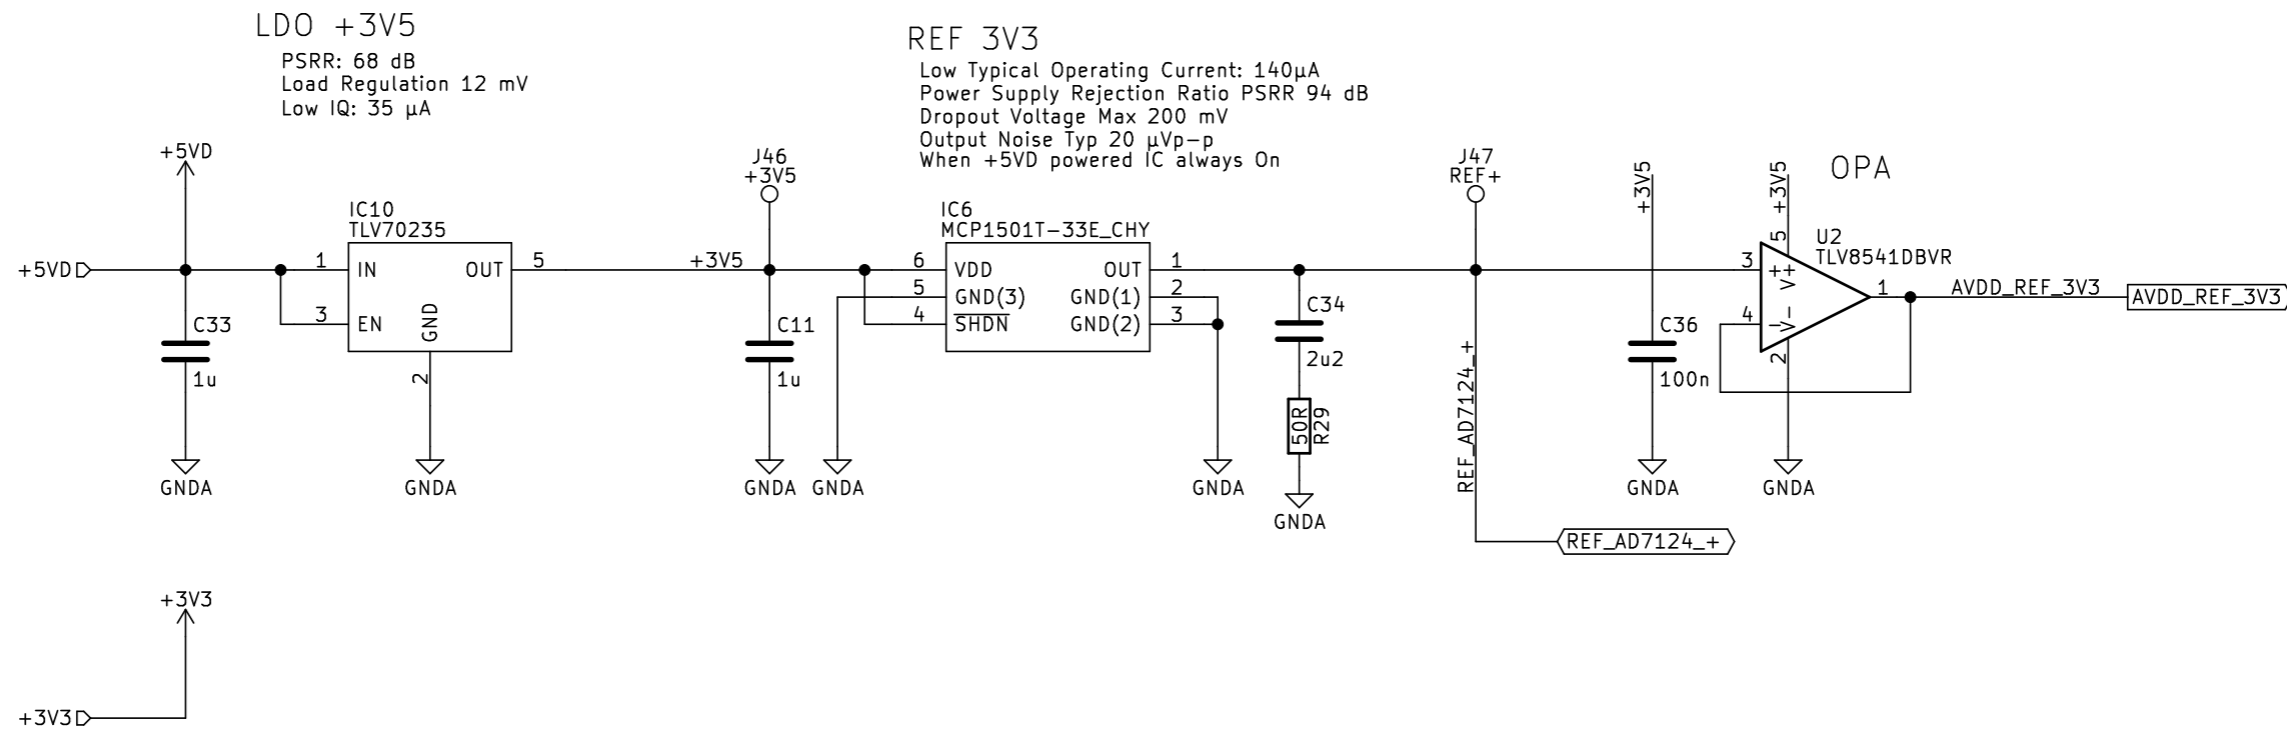 LDO +3V5
PSRR: 68 dB
Load Regulation 12 mV
Low IQ: 35 µA
REF 3V3
Low Typical Operating Current: 140µA
Power Supply Rejection Ratio PSRR 94 dB
Dropout Voltage Max 200 mV
Output Noise Typ 20 µVp-p
When +5VD powered IC always On
+5VD
+5VD
C33
1u
GNDA
IC10
TLV70235
1 IN
3 EN
OUT 5
GND
2
GNDA
+3V5
J46
+3V5
C11
1u
GNDA
GNDA
IC6
MCP1501T-33E_CHY
6 VDD
5 GND(3)
4 SHDN
OUT 1
GND(1) 2
GND(2) 3
GNDA
C34
2u2
50R
R29
GNDA
J47
REF+
REF_AD7124_+
REF_AD7124_+
+3V5
C36
100n
GNDA
OPA
+3V5
5
U2
TLV8541DBVR
3 +
V+
4 -
V-
2
1
GNDA
AVDD_REF_3V3
AVDD_REF_3V3
+3V3
+3V3